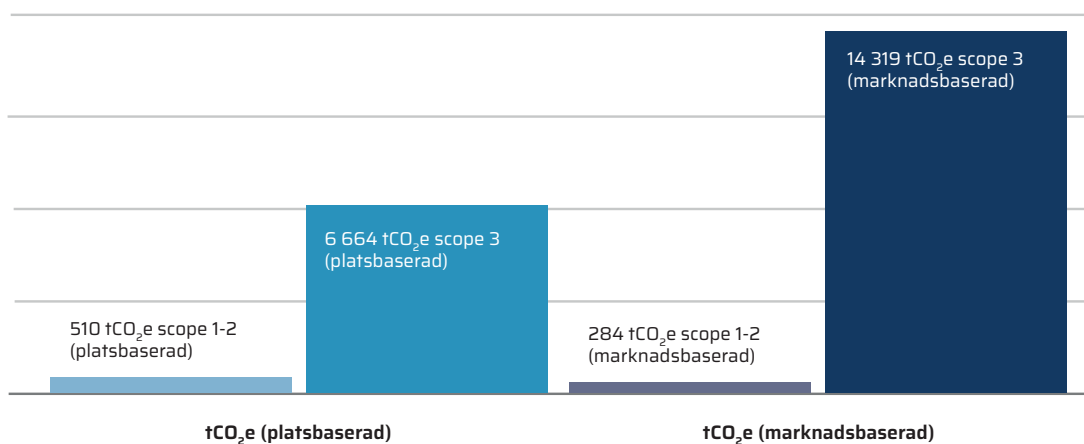 14 319 tCO₂e scope 3
(marknadsbaserad)
6 664 tCO₂e scope 3
(platsbaserad)
510 tCO₂e scope 1-2
(platsbaserad)
284 tCO₂e scope 1-2
(marknadsbaserad)
tCO₂e (platsbaserad)
tCO₂e (marknadsbaserad)